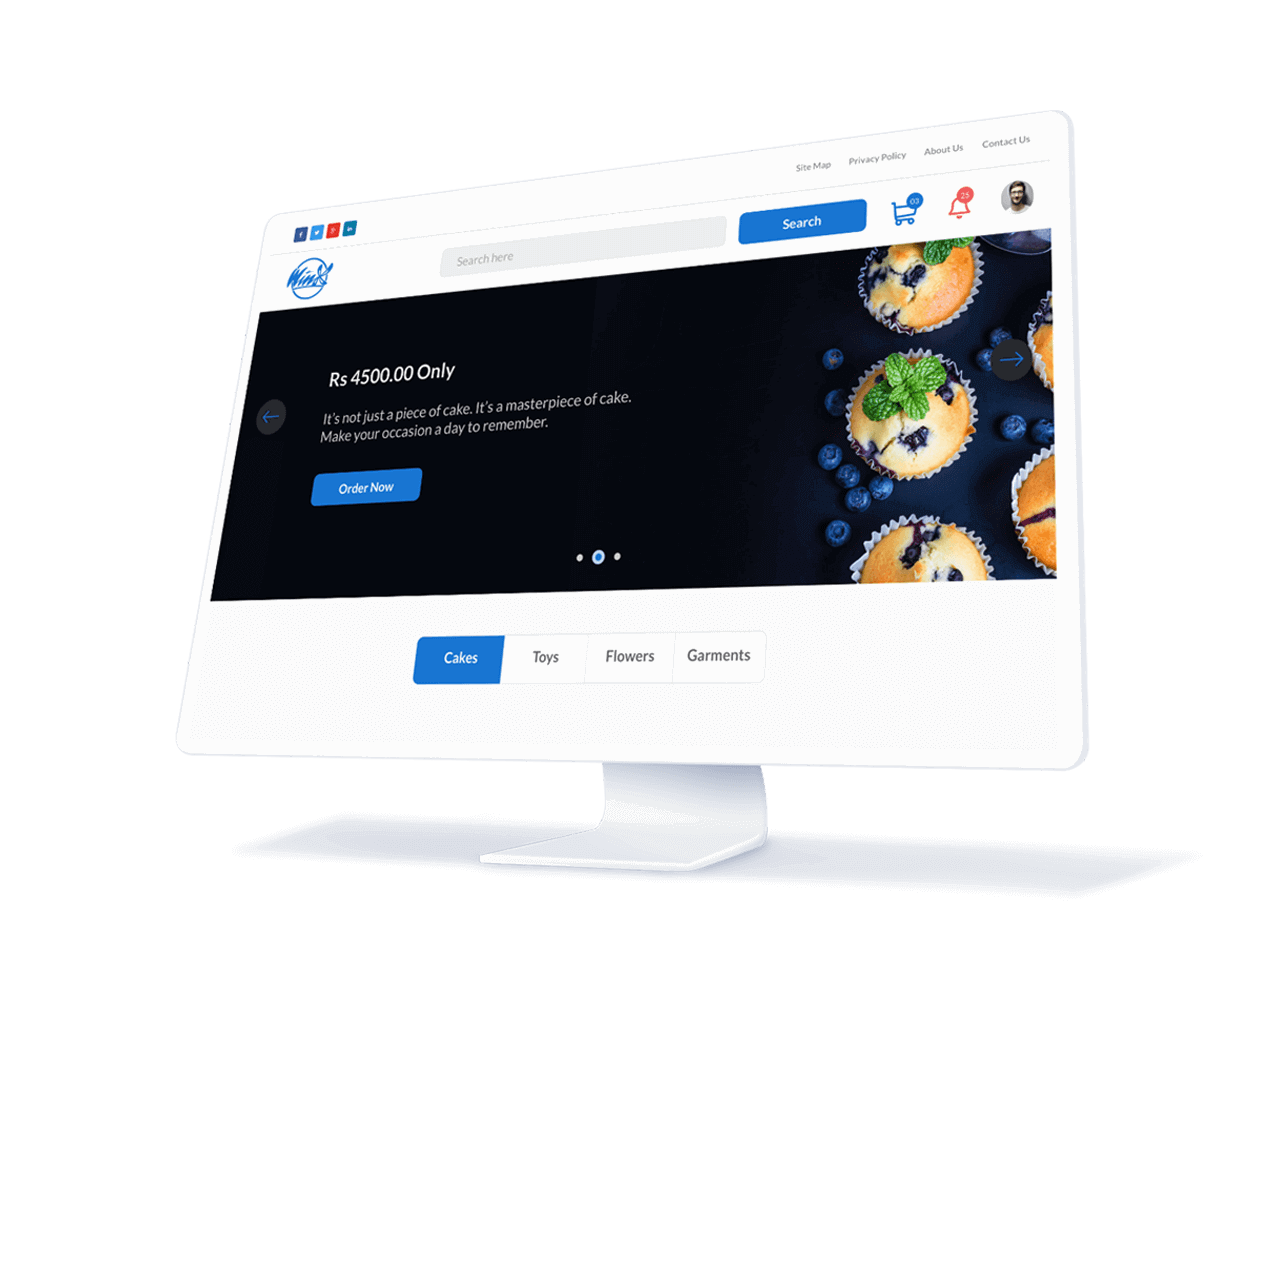 Site Map Privacy Policy About Us Contact Us
Search here
Search
03
25
Rs 4500.00 Only
It's not just a piece of cake. It's a masterpiece of cake.
Make your occasion a day to remember.
Order Now
Cakes Toys Flowers Garments